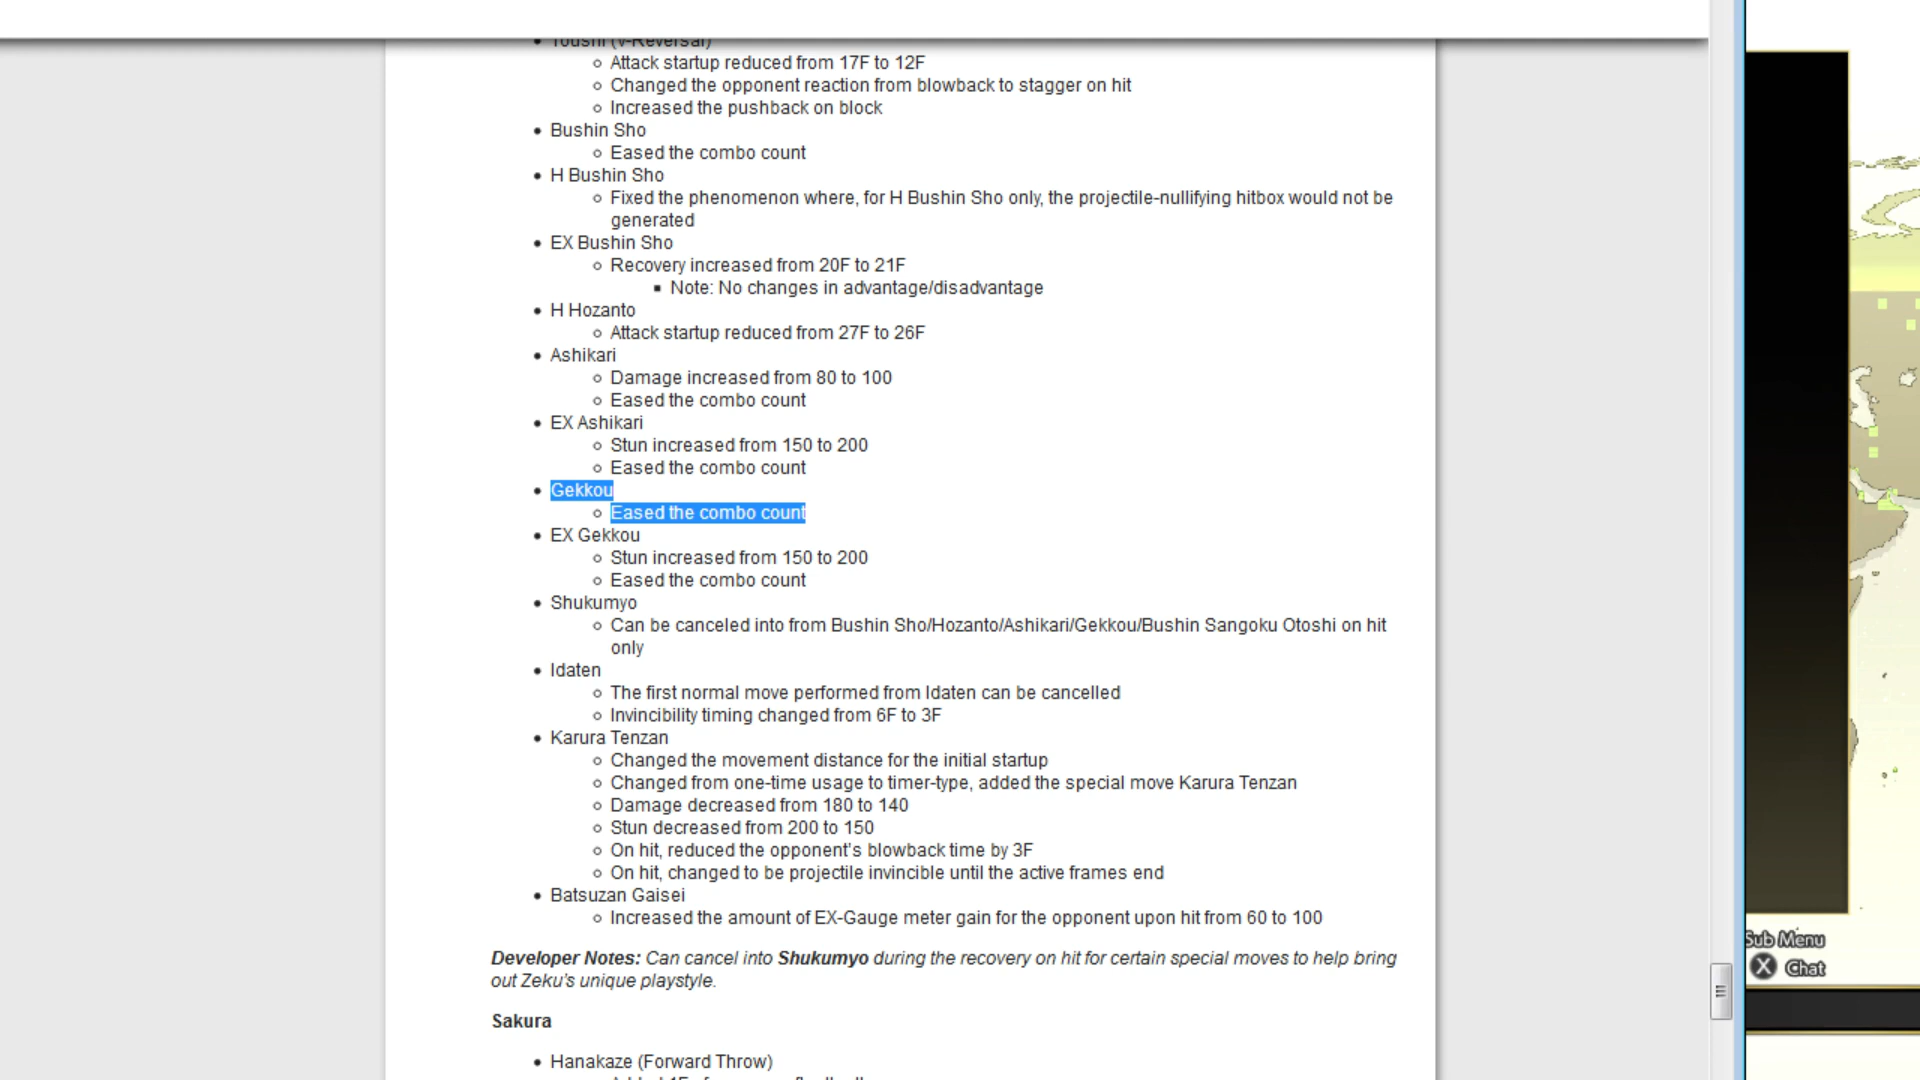 Toushi (V-Reversal)
Attack startup reduced from 17F to 12F
Changed the opponent reaction from blowback to stagger on hit
Increased the pushback on block
Bushin Sho
Eased the combo count
H Bushin Sho
Fixed the phenomenon where, for H Bushin Sho only, the projectile-nullifying hitbox would not be
generated
EX Bushin Sho
Recovery increased from 20F to 21F
Note: No changes in advantage/disadvantage
H Hozanto
Attack startup reduced from 27F to 26F
Ashikari
Damage increased from 80 to 100
Eased the combo count
EX Ashikari
Stun increased from 150 to 200
Eased the combo count
Gekkou
Eased the combo count
EX Gekkou
Stun increased from 150 to 200
Eased the combo count
Shukumyo
Can be canceled into from Bushin Sho/Hozanto/Ashikari/Gekkou/Bushin Sangoku Otoshi on hit
only
Idaten
The first normal move performed from Idaten can be cancelled
Invincibility timing changed from 6F to 3F
Karura Tenzan
Changed the movement distance for the initial startup
Changed from one-time usage to timer-type, added the special move Karura Tenzan
Damage decreased from 180 to 140
Stun decreased from 200 to 150
On hit, reduced the opponent's blowback time by 3F
On hit, changed to be projectile invincible until the active frames end
Batsuzan Gaisei
Increased the amount of EX-Gauge meter gain for the opponent upon hit from 60 to 100
Developer Notes: Can cancel into Shukumyo during the recovery on hit for certain special moves to help bring
out Zeku's unique playstyle.
Sakura
Hanakaze (Forward Throw)
Sub Menu
X Chat